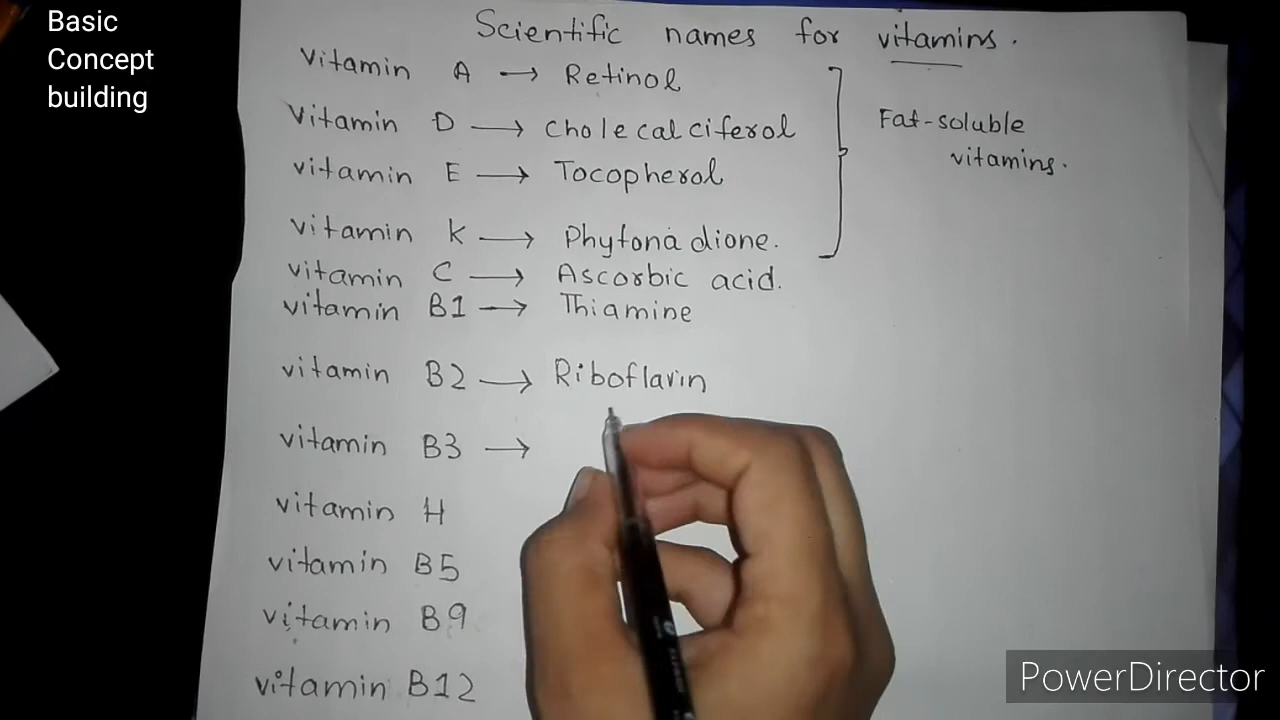 Basic
Concept
building
Scientific names for vitamins.
Vitamin A → Retinol
Vitamin D → Cholecalciferol
Vitamin E → Tocopherol
Vitamin K → Phytonadione.
Fat-soluble
vitamins.
Vitamin C → Ascorbic acid.
Vitamin B1 → Thiamine
Vitamin B2 → Riboflavin
Vitamin B3 →
Vitamin H
Vitamin B5
Vitamin B9
Vitamin B12
PowerDirector